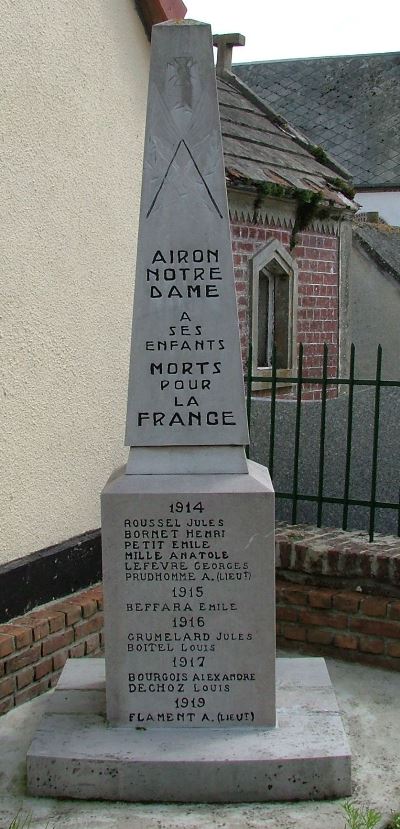 AIRON
NOTRE
DAME
A
SES
ENFANTS
MORTS
POUR
LA
FRANCE
1914
ROUSSEL JULES
BORNET HENRI
PETIT EMILE
MILLE ANATOLE
LEFEVRE GEORGES
PRUDHOMME A. (LIEUT)
1915
BEFFARA EMILE
1916
GRUMELARD JULES
BOITEL LOUIS
1917
BOURGOIS ALEXANDRE
DECHOZ LOUIS
1919
FLAMENT A. (LIEUT)